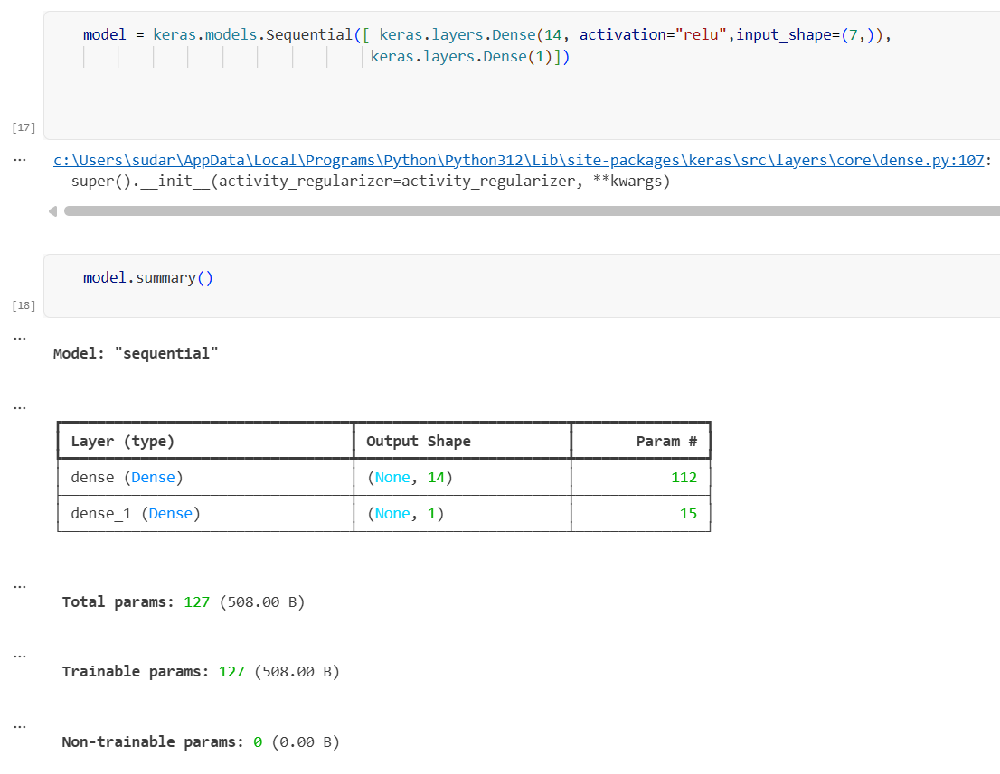 model = keras.models.Sequential([ keras.layers.Dense(14, activation="relu",input_shape=(7,)),
keras.layers.Dense(1)])
[17]
...
c:\Users\sudar\AppData\Local\Programs\Python\Python312\Lib\site-packages\keras\src\layers\core\dense.py:107:
super().__init__(activity_regularizer=activity_regularizer, **kwargs)
model.summary()
[18]
...
Model: "sequential"
...
Layer (type) Output Shape Param #
dense (Dense) (None, 14) 112
dense_1 (Dense) (None, 1) 15
...
Total params: 127 (508.00 B)
...
Trainable params: 127 (508.00 B)
...
Non-trainable params: 0 (0.00 B)